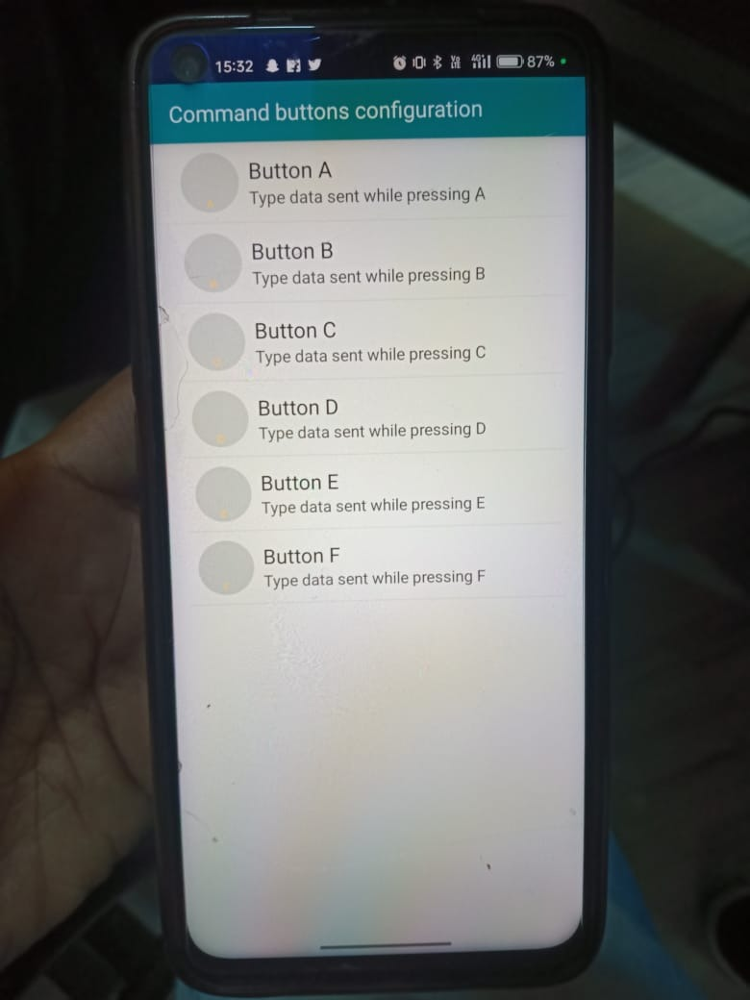 15:32 87%
Command buttons configuration
Button A
Type data sent while pressing A
Button B
Type data sent while pressing B
Button C
Type data sent while pressing C
Button D
Type data sent while pressing D
Button E
Type data sent while pressing E
Button F
Type data sent while pressing F